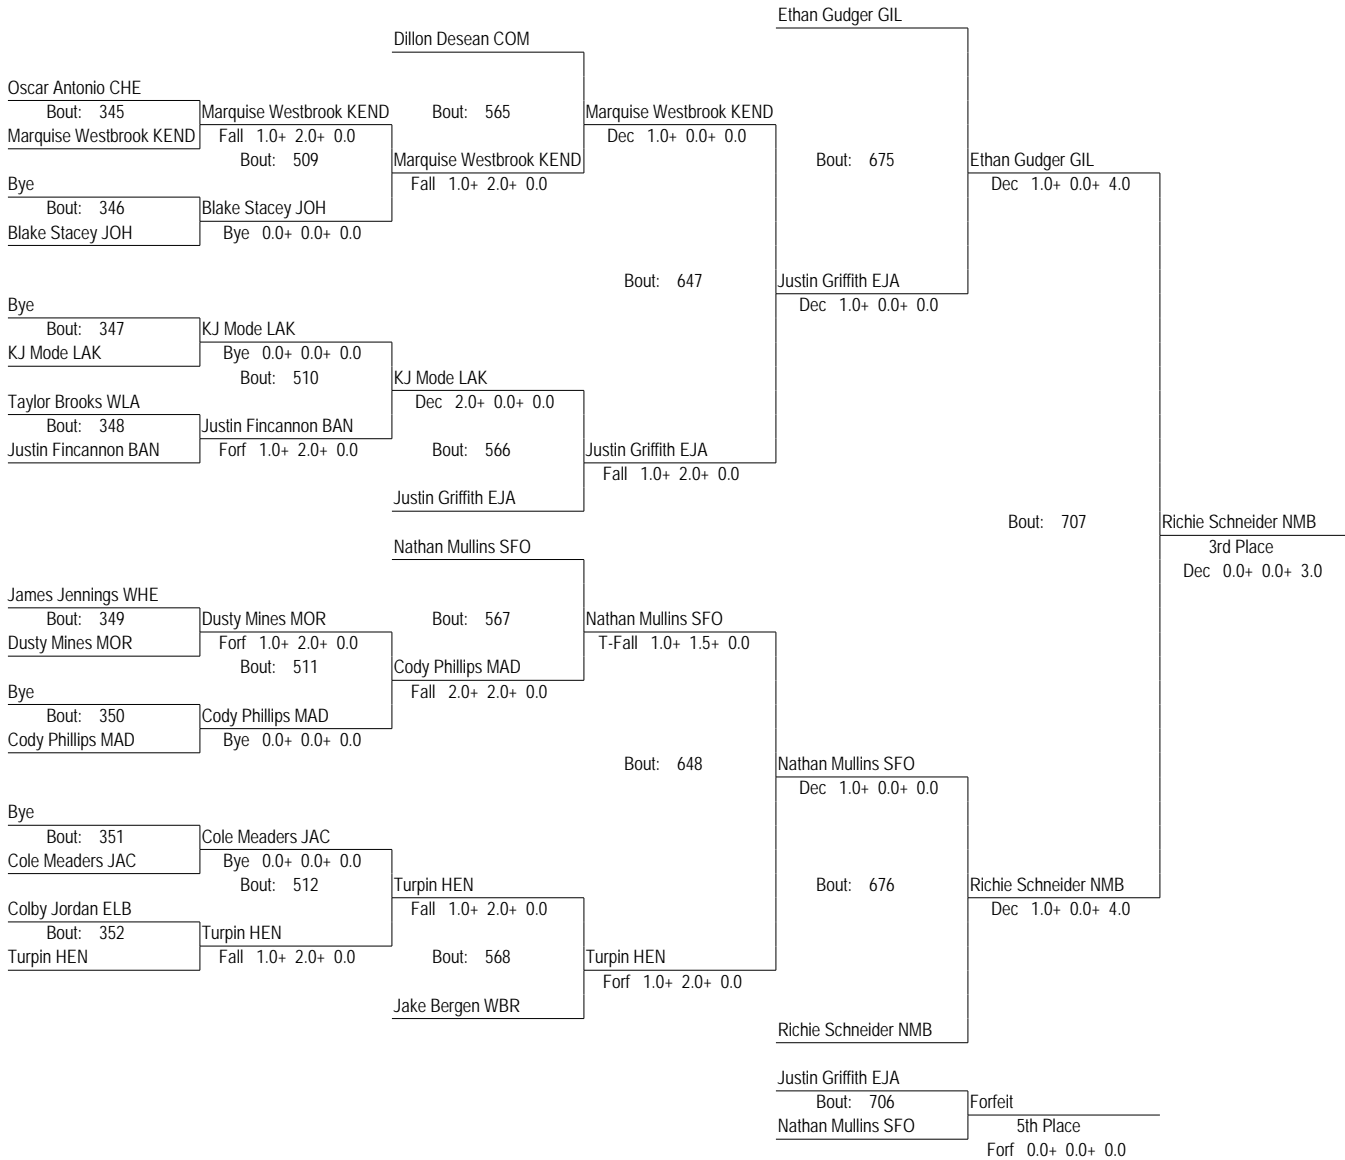 Ethan Gudger GIL
Dillon Desean COM
Oscar Antonio CHE
Bout: 345
Marquise Westbrook KEND
Marquise Westbrook KEND
Fall 1.0+ 2.0+ 0.0
Bout: 509
Bye
Bout: 346
Blake Stacey JOH
Blake Stacey JOH
Bye 0.0+ 0.0+ 0.0
Bout: 565
Marquise Westbrook KEND
Fall 1.0+ 2.0+ 0.0
Marquise Westbrook KEND
Dec 1.0+ 0.0+ 0.0
Bout: 675
Ethan Gudger GIL
Dec 1.0+ 0.0+ 4.0
Bout: 647
Justin Griffith EJA
Dec 1.0+ 0.0+ 0.0
Bye
Bout: 347
KJ Mode LAK
KJ Mode LAK
Bye 0.0+ 0.0+ 0.0
Bout: 510
Taylor Brooks WLA
Bout: 348
Justin Fincannon BAN
Justin Fincannon BAN
Forf 1.0+ 2.0+ 0.0
KJ Mode LAK
Dec 2.0+ 0.0+ 0.0
Bout: 566
Justin Griffith EJA
Justin Griffith EJA
Fall 1.0+ 2.0+ 0.0
Bout: 707
Richie Schneider NMB
3rd Place
Dec 0.0+ 0.0+ 3.0
Nathan Mullins SFO
James Jennings WHE
Bout: 349
Dusty Mines MOR
Dusty Mines MOR
Forf 1.0+ 2.0+ 0.0
Bout: 511
Bye
Bout: 350
Cody Phillips MAD
Cody Phillips MAD
Bye 0.0+ 0.0+ 0.0
Bout: 567
Cody Phillips MAD
Fall 2.0+ 2.0+ 0.0
Nathan Mullins SFO
T-Fall 1.0+ 1.5+ 0.0
Bout: 648
Nathan Mullins SFO
Dec 1.0+ 0.0+ 0.0
Bye
Bout: 351
Cole Meaders JAC
Cole Meaders JAC
Bye 0.0+ 0.0+ 0.0
Bout: 512
Colby Jordan ELB
Bout: 352
Turpin HEN
Turpin HEN
Fall 1.0+ 2.0+ 0.0
Turpin HEN
Fall 1.0+ 2.0+ 0.0
Bout: 568
Jake Bergen WBR
Turpin HEN
Forf 1.0+ 2.0+ 0.0
Bout: 676
Richie Schneider NMB
Dec 1.0+ 0.0+ 4.0
Richie Schneider NMB
Justin Griffith EJA
Bout: 706
Nathan Mullins SFO
Forfeit
5th Place
Forf 0.0+ 0.0+ 0.0